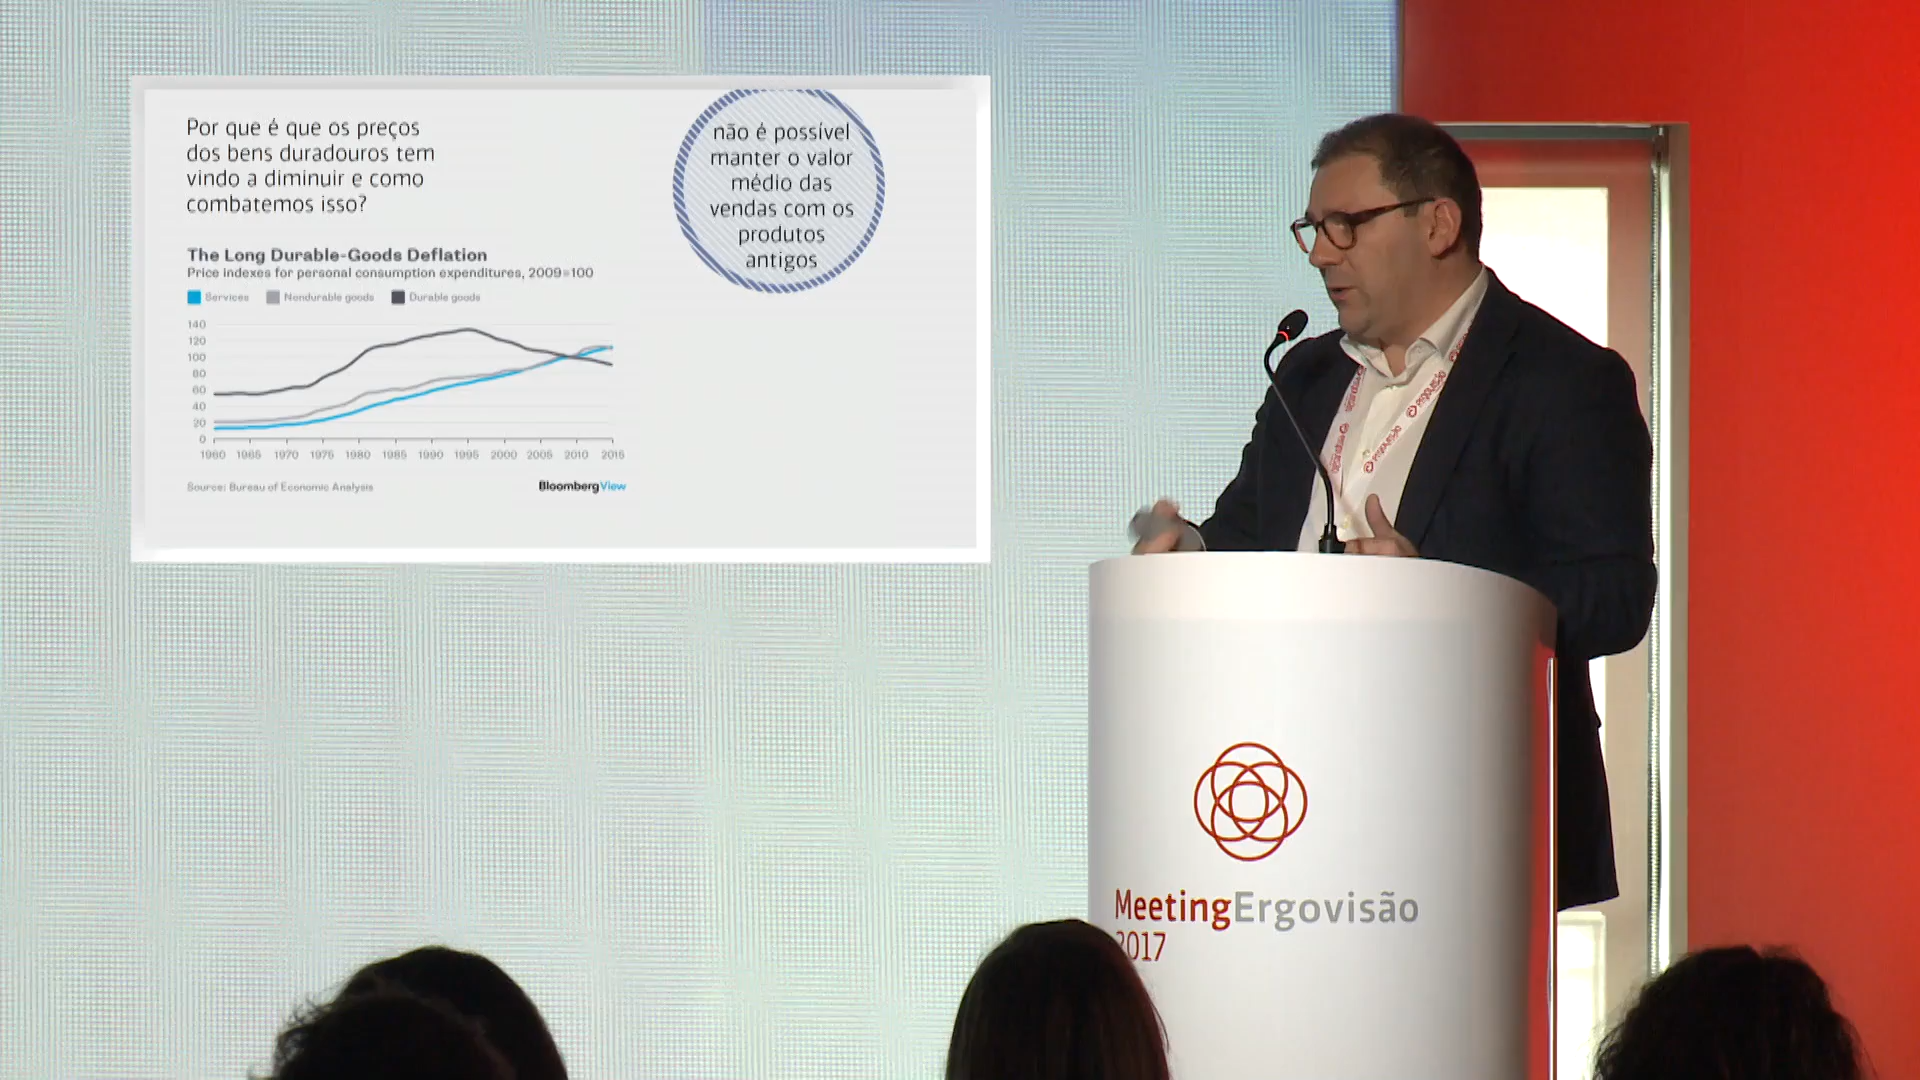 Por que é que os preços
dos bens duradouros tem
vindo a diminuir e como
combatemos isso?
não é possível
manter o valor
médio das
vendas com os
produtos
antigos
The Long Durable-Goods Deflation
Price indexes for personal consumption expenditures, 2009=100
Services Nondurable goods Durable goods
140
120
100
80
60
40
20
0
1960 1965 1970 1975 1980 1985 1990 1995 2000 2005 2010 2015
Source: Bureau of Economic Analysis
BloombergView
ergovisão
ergovisão
MeetingErgovisão
2017